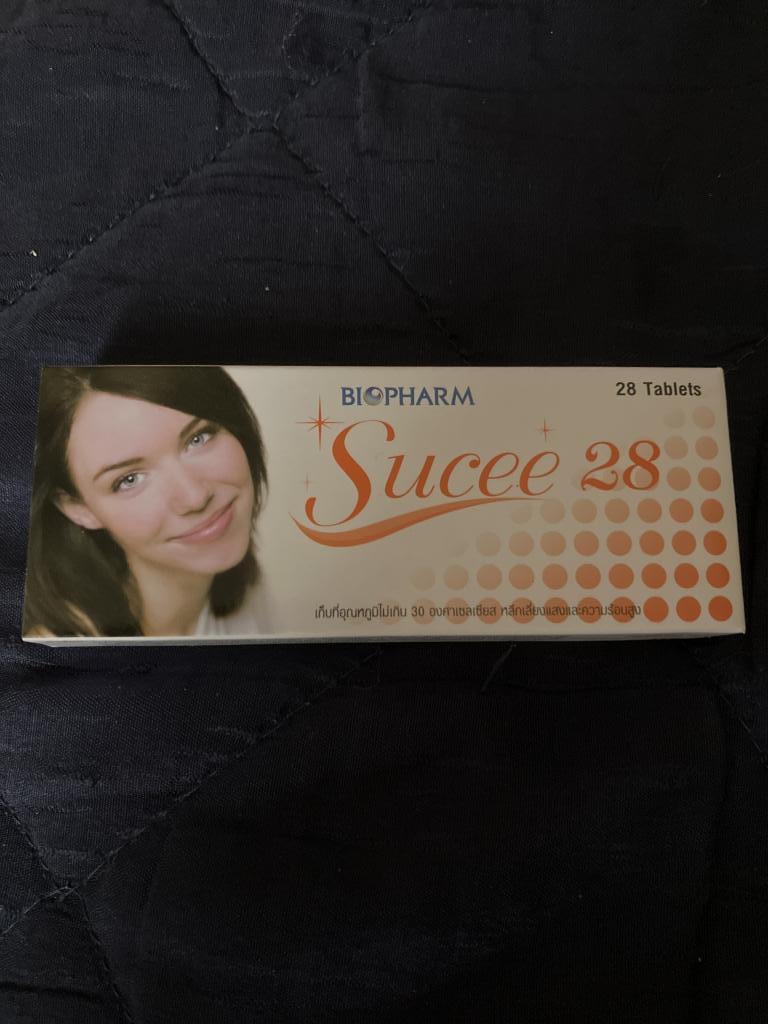 BIOPHARM
28 Tablets
Sucee 28
เก็บที่อุณหภูมิไม่เกิน 30 องศาเซลเซียส หลีกเลี่ยงแสงและความร้อนสูง